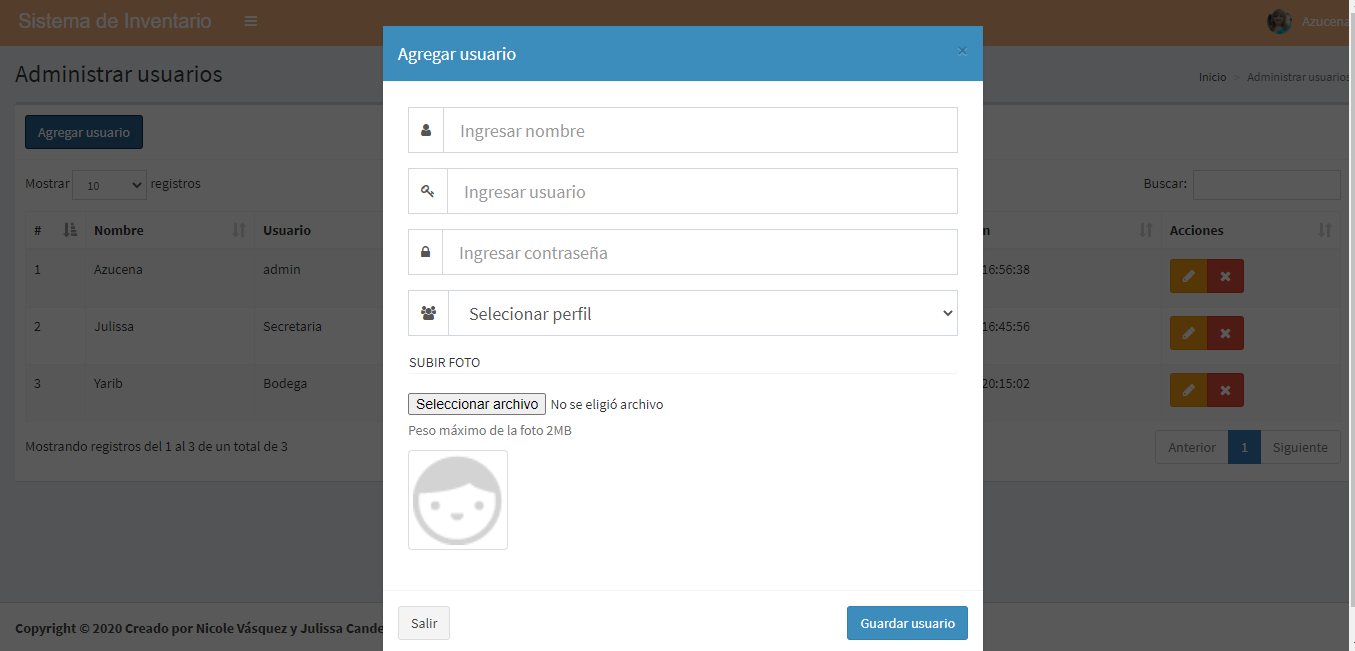 Sistema de Inventario
Azucena
Agregar usuario
×
Administrar usuarios
Inicio > Administrar usuarios
Agregar usuario
Ingresar nombre
Mostrar 10 registros
Buscar:
Ingresar usuario
# Nombre Usuario
n Acciones
Ingresar contraseña
1 Azucena admin
16:56:38
Selecionar perfil
2 Julissa Secretaria
16:45:56
SUBIR FOTO
3 Yarib Bodega
20:15:02
Seleccionar archivo No se eligió archivo
Peso máximo de la foto 2MB
Mostrando registros del 1 al 3 de un total de 3
Anterior 1 Siguiente
Salir
Guardar usuario
Copyright © 2020 Creado por Nicole Vásquez y Julissa Cande